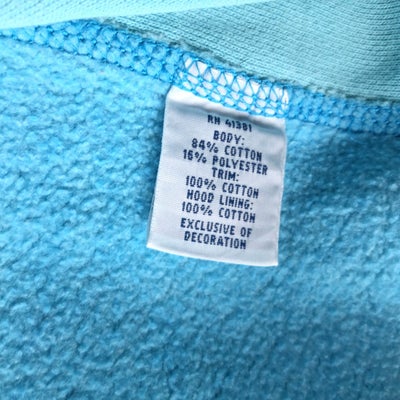 RN 41381
BODY:
84% COTTON
16% POLYESTER
TRIM:
100% COTTON
HOOD LINING:
100% COTTON
EXCLUSIVE OF
DECORATION